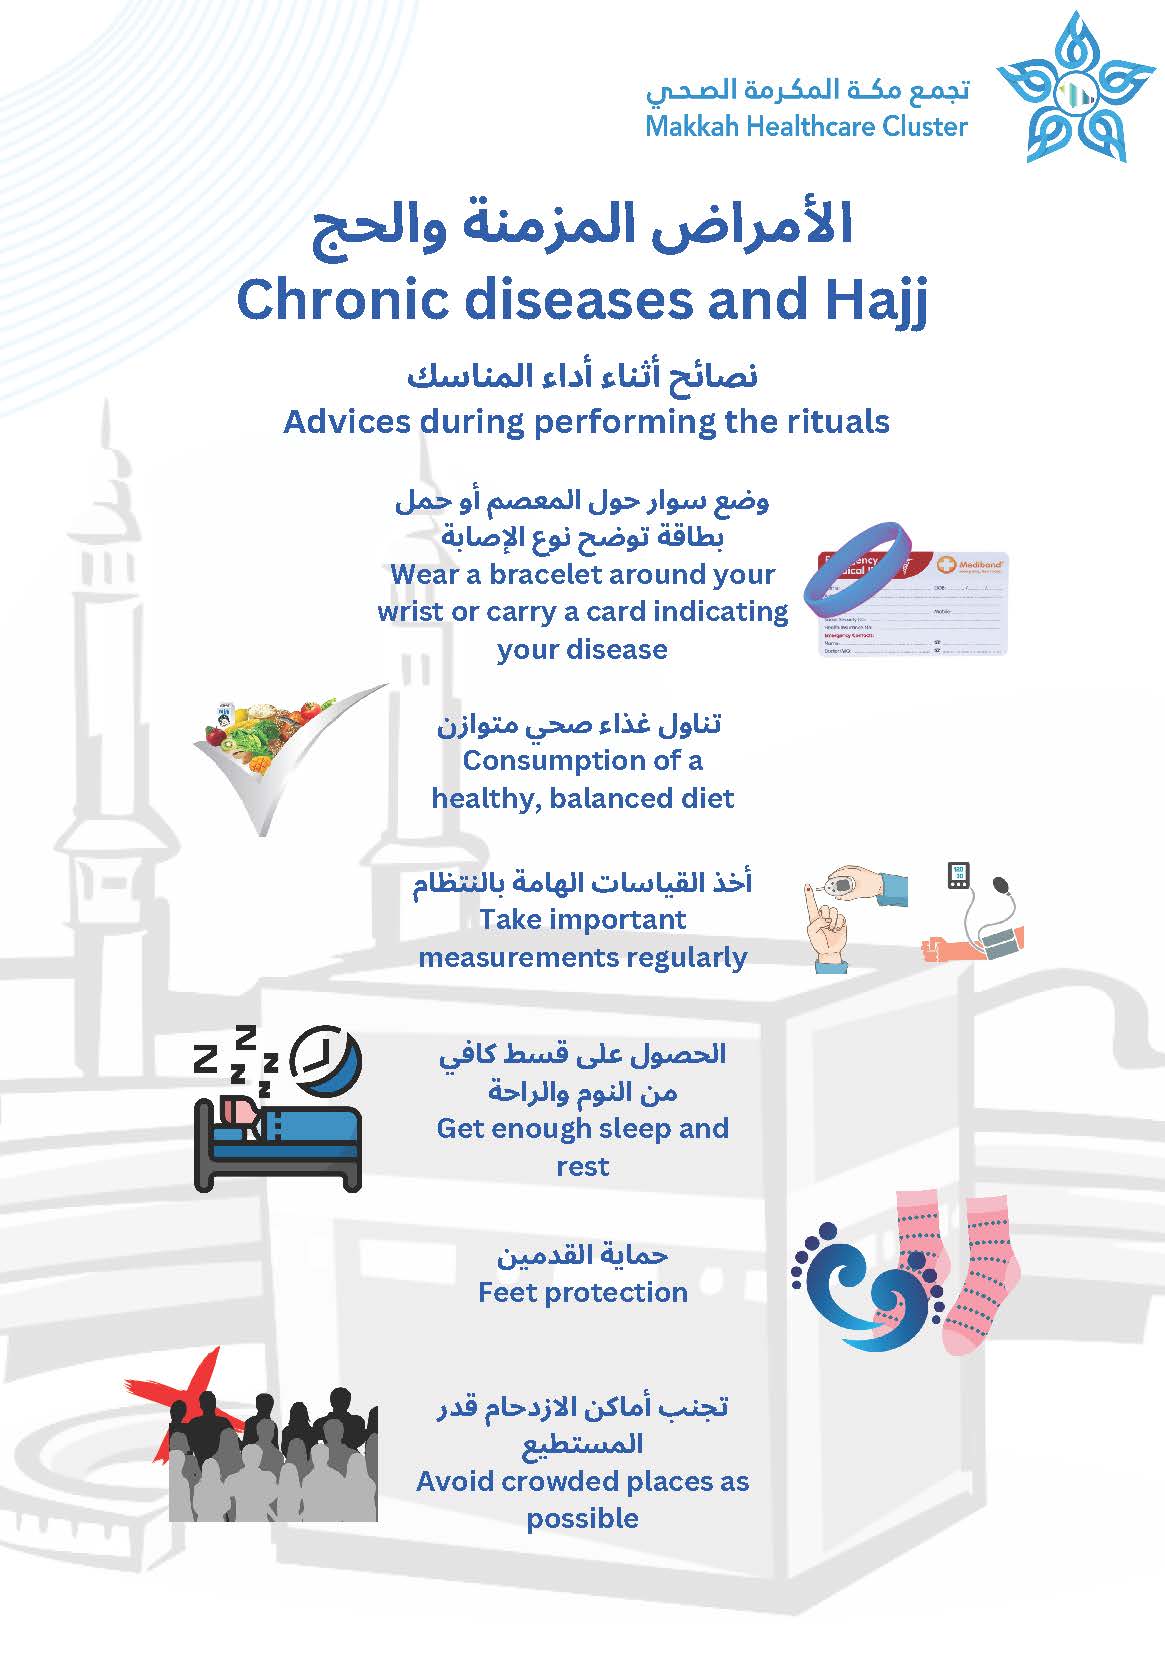 تجمع مكة المكرمة الصحي
Makkah Healthcare Cluster
الأمراض المزمنة والحج
Chronic diseases and Hajj
نصائح أثناء أداء المناسك
Advices during performing the rituals
وضع سوار حول المعصم أو حمل
بطاقة توضح نوع الإصابة
Wear a bracelet around your
wrist or carry a card indicating
your disease
Mediband
DOB:
Mobile:
Emergency Contact:
Name:
تناول غذاء صحي متوازن
Consumption of a
healthy, balanced diet
أخذ القياسات الهامة بالنتظام
Take important
measurements regularly
الحصول على قسط كافي
من النوم والراحة
Get enough sleep and
rest
Z Z Z Z Z
حماية القدمين
Feet protection
تجنب أماكن الازدحام قدر
المستطيع
Avoid crowded places as
possible